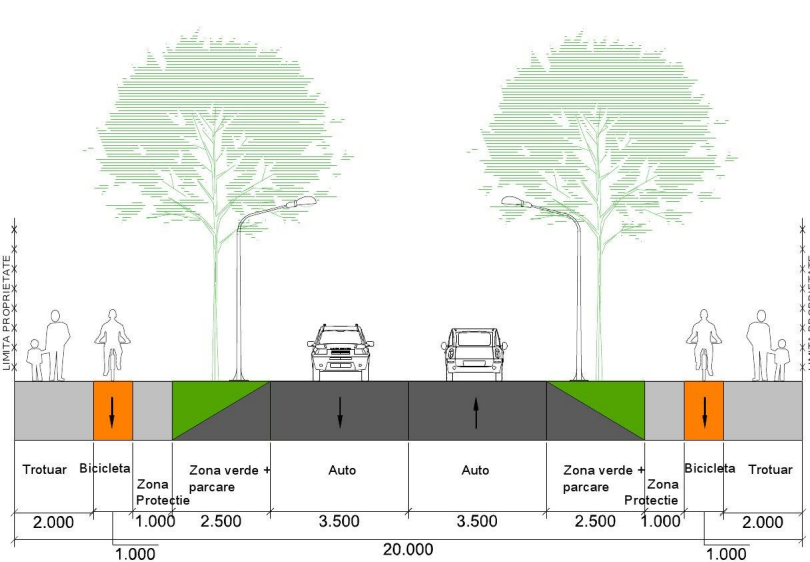 LIMITA PROPRIETATE
Trotuar
Bicicleta
Zona
Protectie
Zona verde +
parcare
Auto
Auto
Zona verde +
parcare
Zona
Protectie
Bicicleta
Trotuar
2.000
1.000
2.500
3.500
3.500
2.500
1.000
2.000
1.000
20.000
1.000